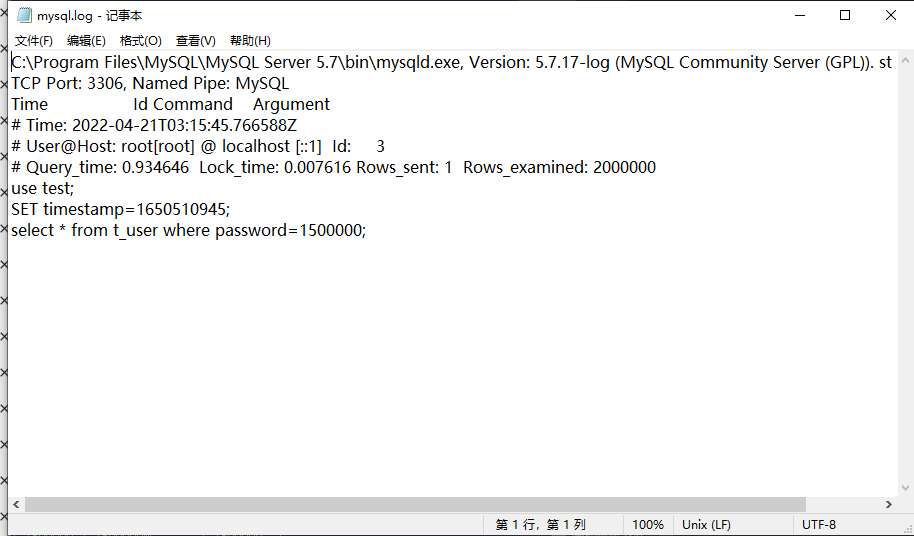 mysql.log - 记事本
文件(F) 编辑(E) 格式(O) 查看(V) 帮助(H)
C:\Program Files\MySQL\MySQL Server 5.7\bin\mysqld.exe, Version: 5.7.17-log (MySQL Community Server (GPL)). st
TCP Port: 3306, Named Pipe: MySQL
Time Id Command Argument
# Time: 2022-04-21T03:15:45.766588Z
# User@Host: root[root] @ localhost [::1] Id: 3
# Query_time: 0.934646 Lock_time: 0.007616 Rows_sent: 1 Rows_examined: 2000000
use test;
SET timestamp=1650510945;
select * from t_user where password=1500000;
第 1 行，第 1 列 100% Unix (LF) UTF-8